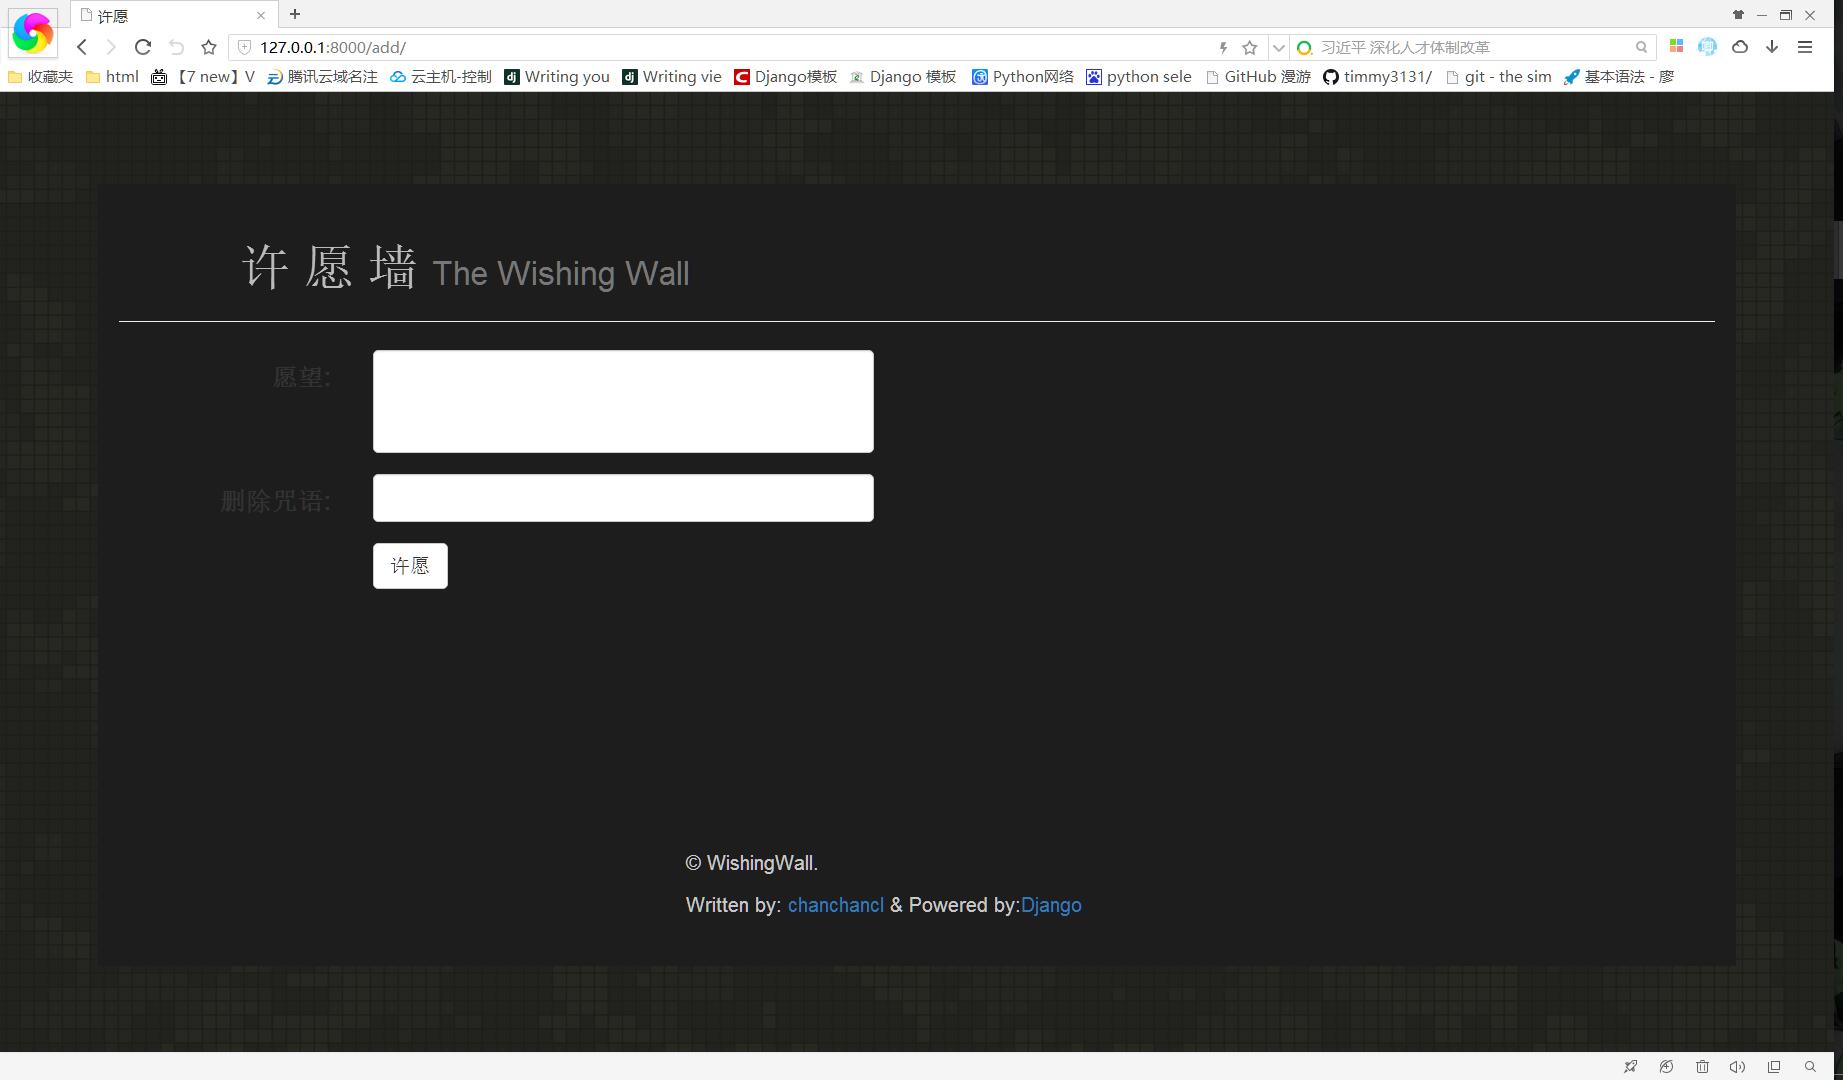 许愿
127.0.0.1:8000/add/
习近平 深化人才体制改革
收藏夹 html 【7 new】V 腾讯云域名注 云主机-控制 Writing you Writing vie Django模板 Django 模板 Python网络 python sele GitHub 漫游 timmy3131/ git - the sim 基本语法 - 廖
许 愿 墙 The Wishing Wall
愿望:
删除咒语:
许愿
© WishingWall.
Written by: chanchancl & Powered by:Django